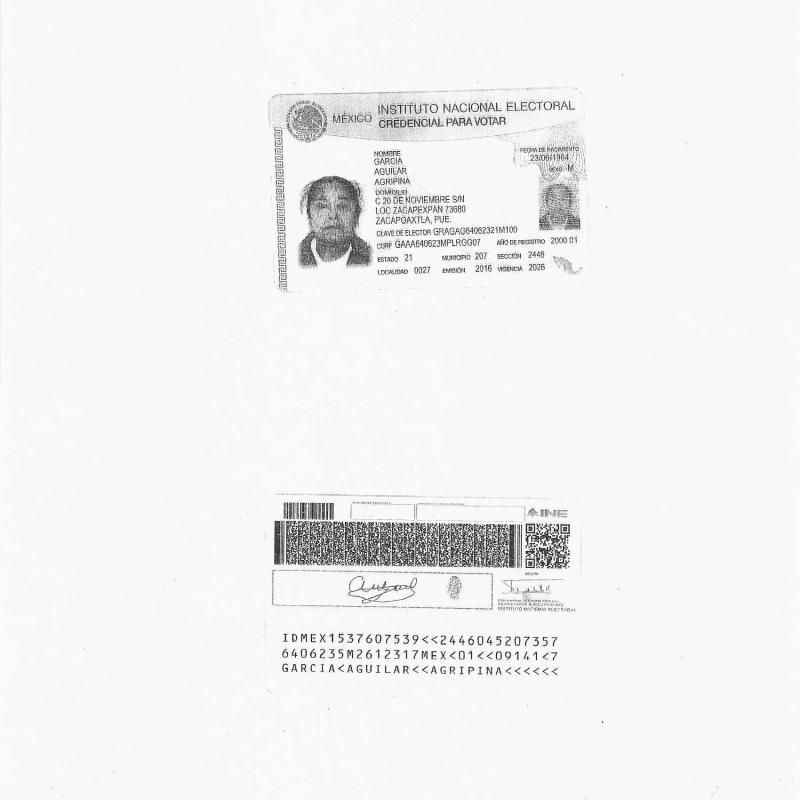 MÉXICO INSTITUTO NACIONAL ELECTORAL
CREDENCIAL PARA VOTAR
NOMBRE
GARCIA
AGUILAR
AGRIPINA
FECHA DE NACIMIENTO
23/06/1964
SEXO M
DOMICILIO
C 20 DE NOVIEMBRE S/N
LOC ZACAPEXPAN 73680
ZACAPOAXTLA, PUE.
CLAVE DE ELECTOR GRAGAG64062321M100
CURP GAAA640623MPLRGG07 AÑO DE REGISTRO 2000 01
ESTADO 21 MUNICIPIO 207 SECCIÓN 2446
LOCALIDAD 0027 EMISIÓN 2016 VIGENCIA 2026
INE
SECRETARIO EJECUTIVO DEL
INSTITUTO NACIONAL ELECTORAL
IDMEX1537607539<<2446045207357
6406235M2612317MEX<01<<09141<7
GARCIA<AGUILAR<<AGRIPINA<<<<<<